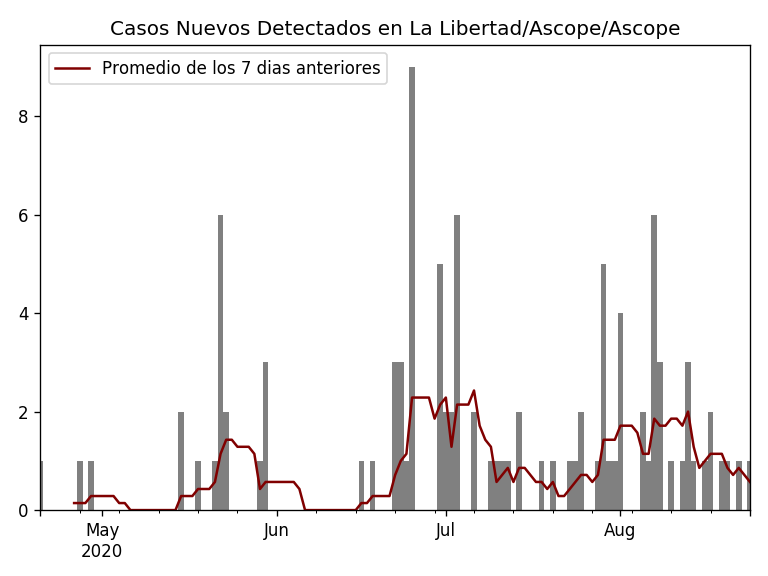 Casos Nuevos Detectados en La Libertad/Ascope/Ascope
Promedio de los 7 dias anteriores
8
6
4
2
0
May Jun Jul Aug
2020